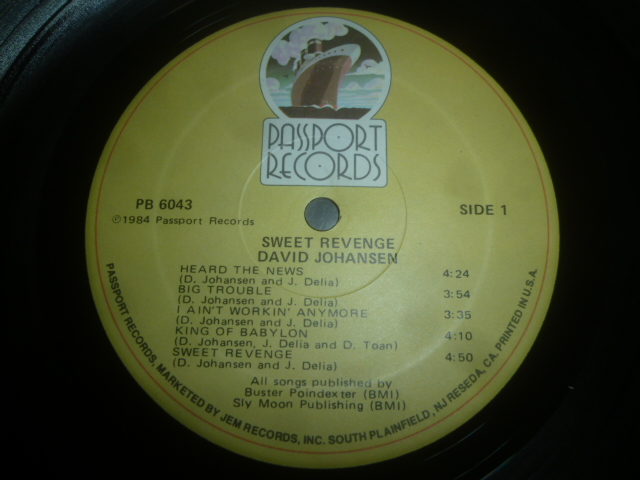 PASSPORT
RECORDS
PB 6043
SIDE 1
℗1984 Passport Records
SWEET REVENGE
DAVID JOHANSEN
HEARD THE NEWS 4:24
(D. Johansen and J. Delia)
BIG TROUBLE 3:54
(D. Johansen and J. Delia)
I AIN'T WORKIN' ANYMORE 3:35
(D. Johansen and J. Delia)
KING OF BABYLON 4:10
(D. Johansen, J. Delia and D. Toan)
SWEET REVENGE 4:50
(D. Johansen and J. Delia)
All songs published by
Buster Poindexter (BMI)
Sly Moon Publishing (BMI)
PASSPORT RECORDS, MARKETED BY JEM RECORDS, INC. SOUTH PLAINFIELD, NJ RESEDA, CA. PRINTED IN U.S.A.